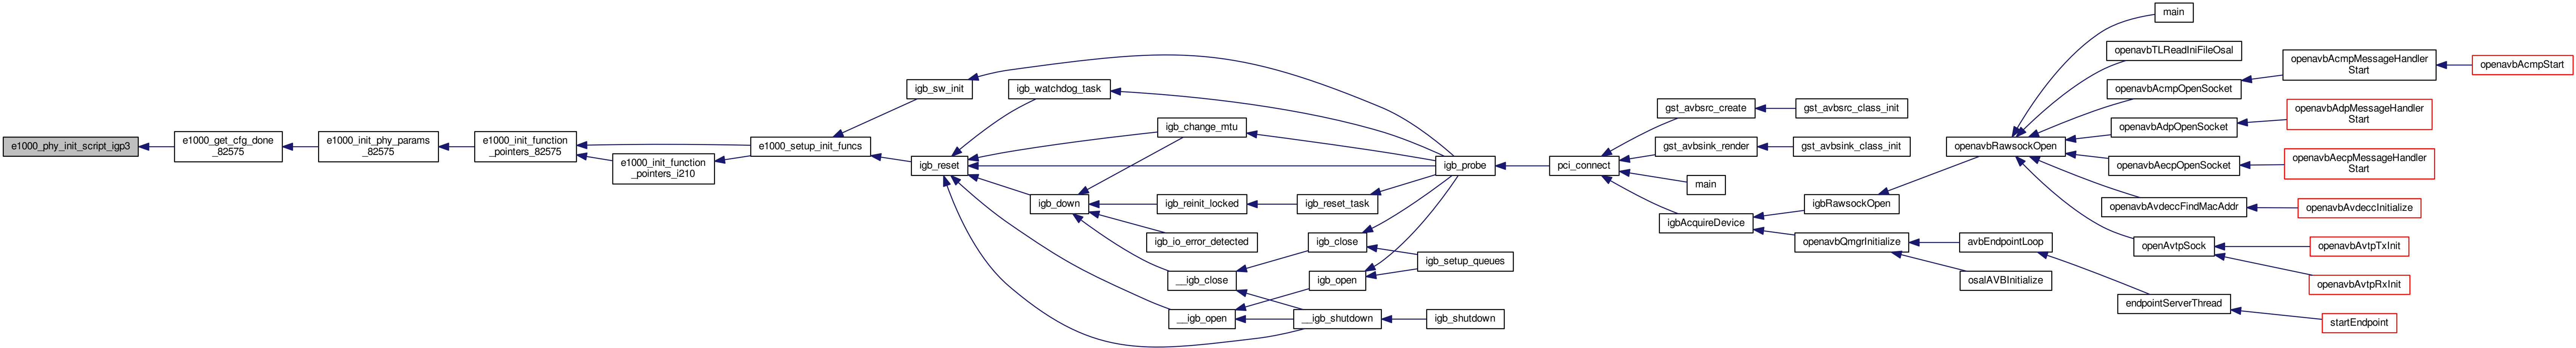 e1000_phy_init_script_igp3
e1000_get_cfg_done
_82575
e1000_init_phy_params
_82575
e1000_init_function
_pointers_82575
e1000_init_function
_pointers_i210
e1000_setup_init_funcs
igb_sw_init
igb_reset
igb_watchdog_task
igb_change_mtu
igb_down
igb_reinit_locked
igb_reset_task
igb_io_error_detected
__igb_close
__igb_open
igb_close
igb_open
__igb_shutdown
igb_probe
igb_setup_queues
igb_shutdown
pci_connect
gst_avbsrc_create
gst_avbsrc_class_init
gst_avbsink_render
gst_avbsink_class_init
main
igbAcquireDevice
igbRawsockOpen
openavbQmgrInitialize
avbEndpointLoop
osalAVBInitialize
openavbRawsockOpen
main
openavbTLReadIniFileOsal
openavbAcmpOpenSocket
openavbAcmpMessageHandler
Start
openavbAcmpStart
openavbAdpOpenSocket
openavbAdpMessageHandler
Start
openavbAecpOpenSocket
openavbAecpMessageHandler
Start
openavbAvdeccFindMacAddr
openavbAvdeccInitialize
openAvtpSock
openavbAvtpTxInit
openavbAvtpRxInit
endpointServerThread
startEndpoint